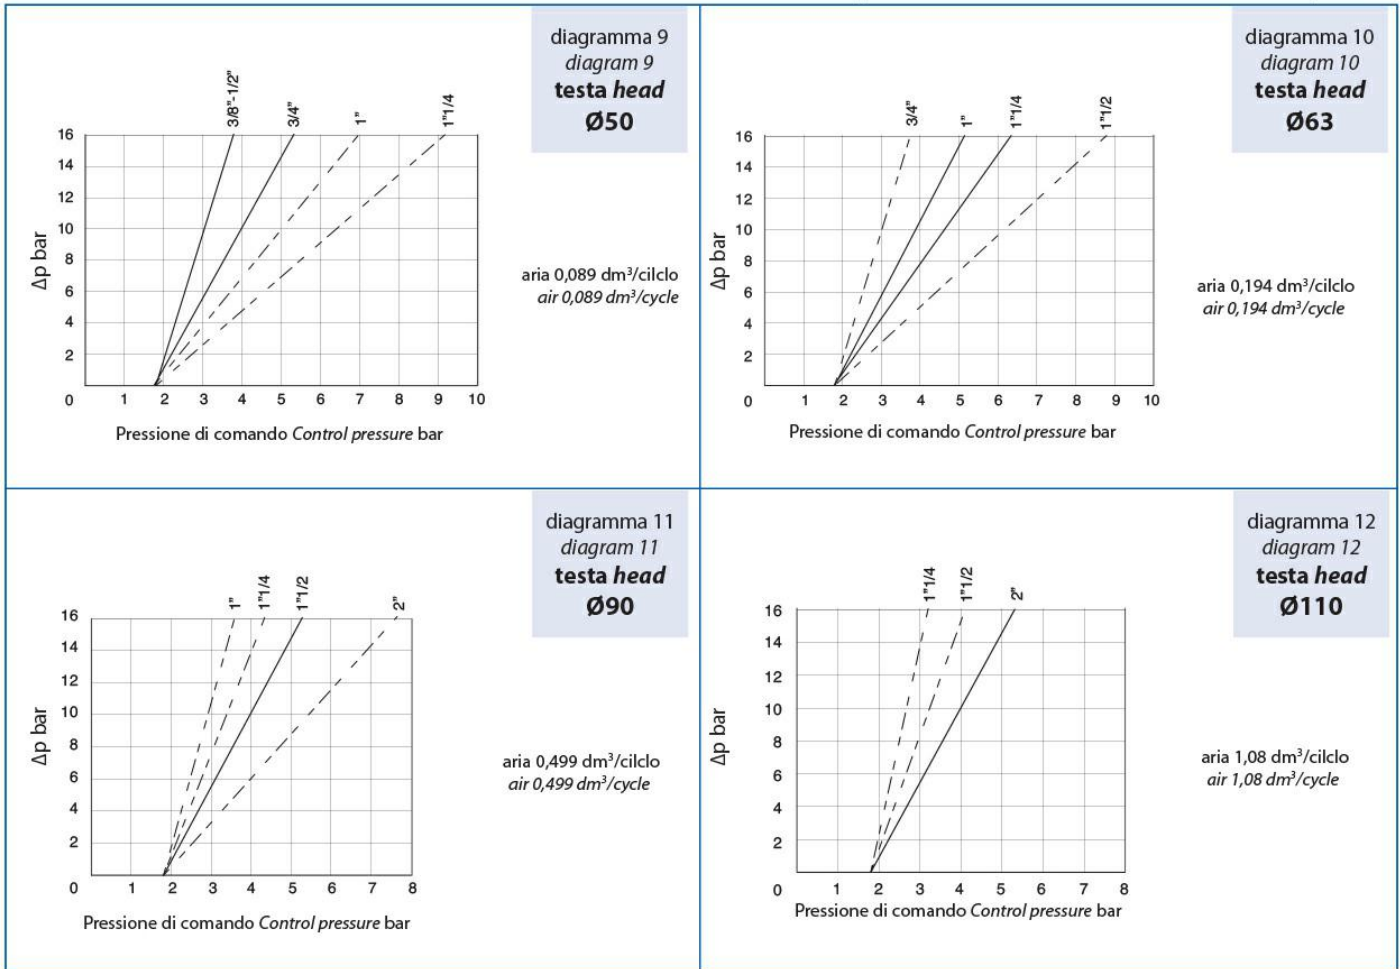 diagramma 9
diagram 9
testa head
Ø50
3/8"-1/2"
3/4"
1"
1"1/4
16
14
12
10
8
6
4
2
0
Δp bar
1 2 3 4 5 6 7 8 9 10
Pressione di comando Control pressure bar
aria 0,089 dm³/cilclo
air 0,089 dm³/cycle
diagramma 10
diagram 10
testa head
Ø63
3/4"
1"
1"1/4
1"1/2
16
14
12
10
8
6
4
2
0
Δp bar
1 2 3 4 5 6 7 8 9 10
Pressione di comando Control pressure bar
aria 0,194 dm³/cilclo
air 0,194 dm³/cycle
diagramma 11
diagram 11
testa head
Ø90
1"
1"1/4
1"1/2
2"
16
14
12
10
8
6
4
2
0
Δp bar
1 2 3 4 5 6 7 8
Pressione di comando Control pressure bar
aria 0,499 dm³/cilclo
air 0,499 dm³/cycle
diagramma 12
diagram 12
testa head
Ø110
1"1/4
1"1/2
2"
16
14
12
10
8
6
4
2
0
Δp bar
1 2 3 4 5 6 7 8
Pressione di comando Control pressure bar
aria 1,08 dm³/cilclo
air 1,08 dm³/cycle